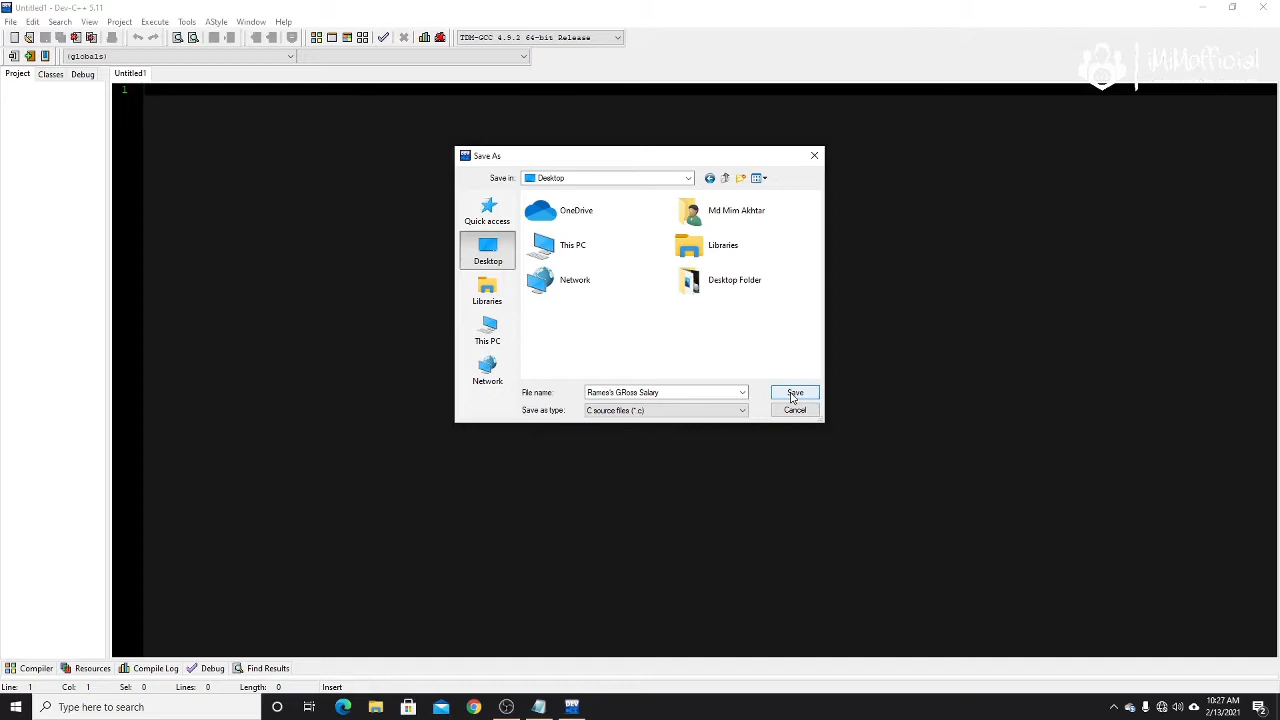 Untitled1 - Dev-C++ 5.11
File Edit Search View Project Execute Tools AStyle Window Help
TDM-GCC 4.9.2 64-bit Release
(globals)
Project Classes Debug Untitled1
iMiMofficial
1
Save As
Save in: Desktop
Quick access
Desktop
Libraries
This PC
Network
OneDrive Md Mim Akhtar
This PC Libraries
Network Desktop Folder
File name: Rames's GRoss Salary Save
Save as type: C source files (*.c) Cancel
Compiler Resources Compile Log Debug Find Results
Line: 1 Col: 1 Sel: 0 Lines: 0 Length: 0 Insert
Type here to search
DEV
10:27 AM
2/13/2021
2